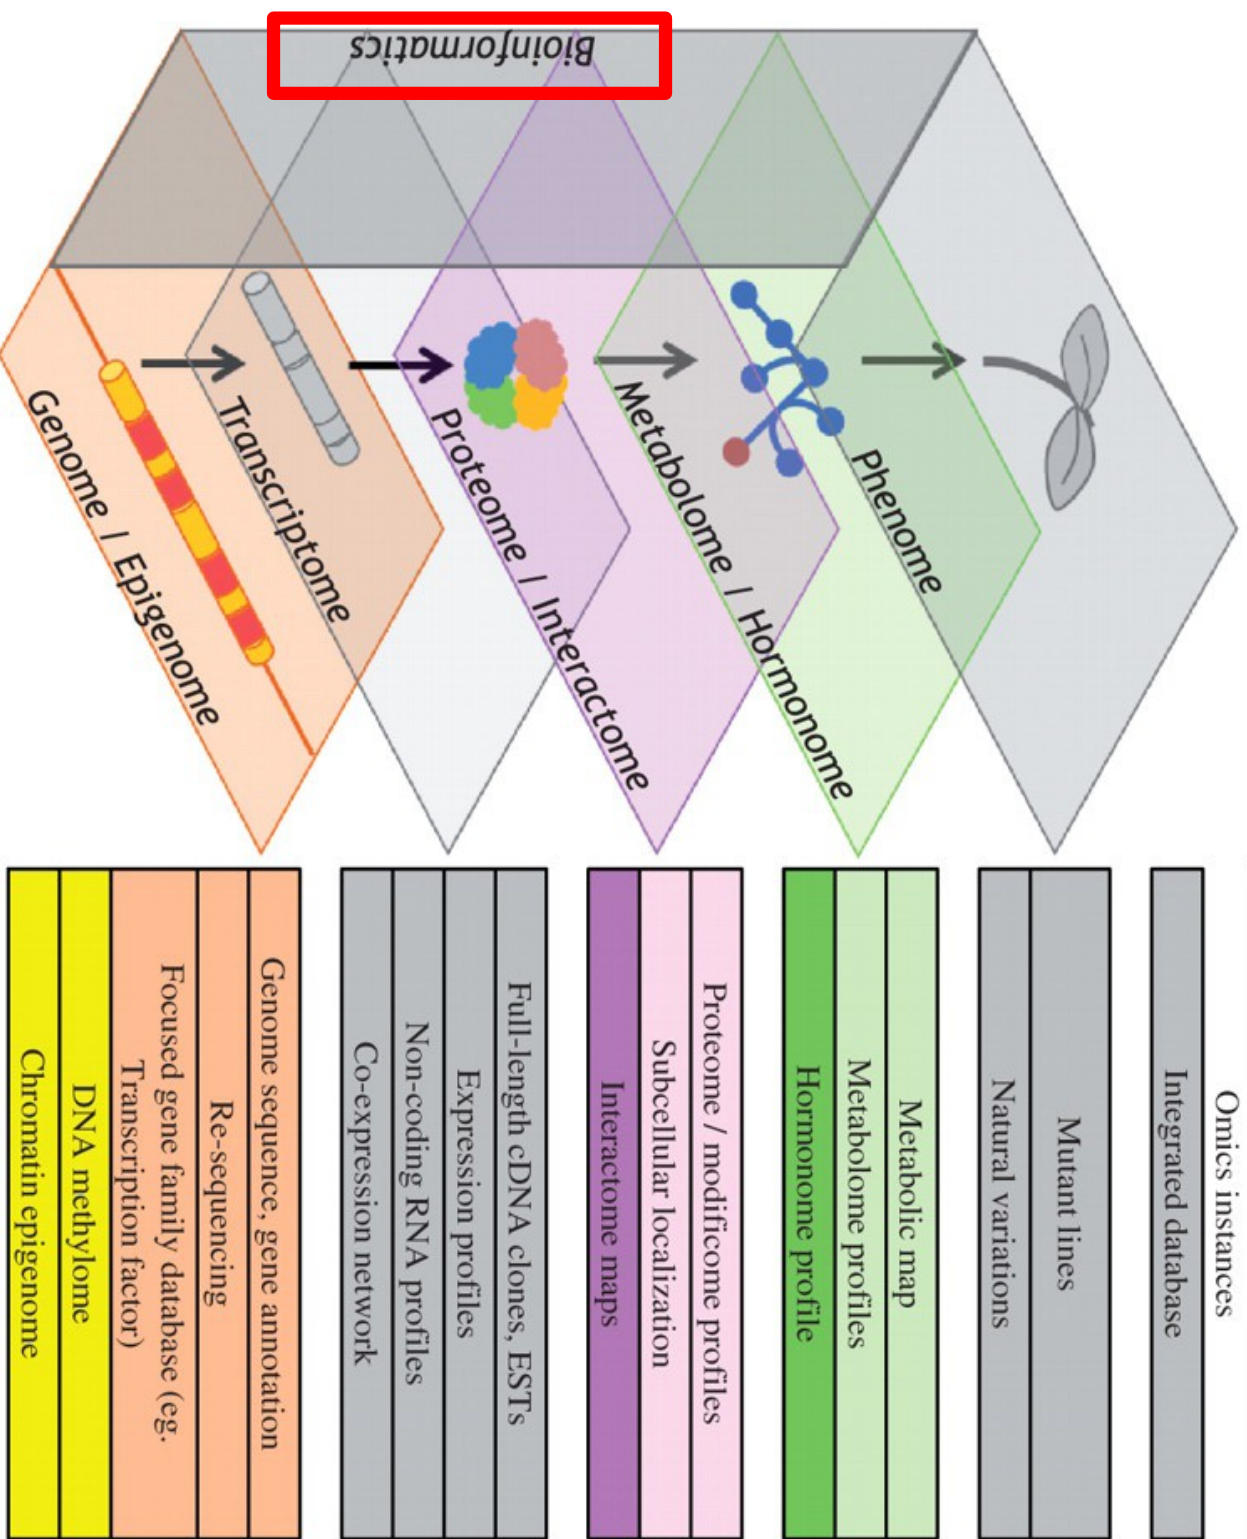 Omics instances
Integrated database
Phenome
Mutant lines
Natural variations
Metabolome / Hormonome
Metabolic map
Metabolome profiles
Hormonome profile
Proteome / Interactome
Proteome / modificome profiles
Subcellular localization
Interactome maps
Transcriptome
Full-length cDNA clones, ESTs
Expression profiles
Non-coding RNA profiles
Co-expression network
Genome / Epigenome
Genome sequence, gene annotation
Re-sequencing
Focused gene family database (eg.
Transcription factor)
DNA methylome
Chromatin epigenome
Bioinformatics